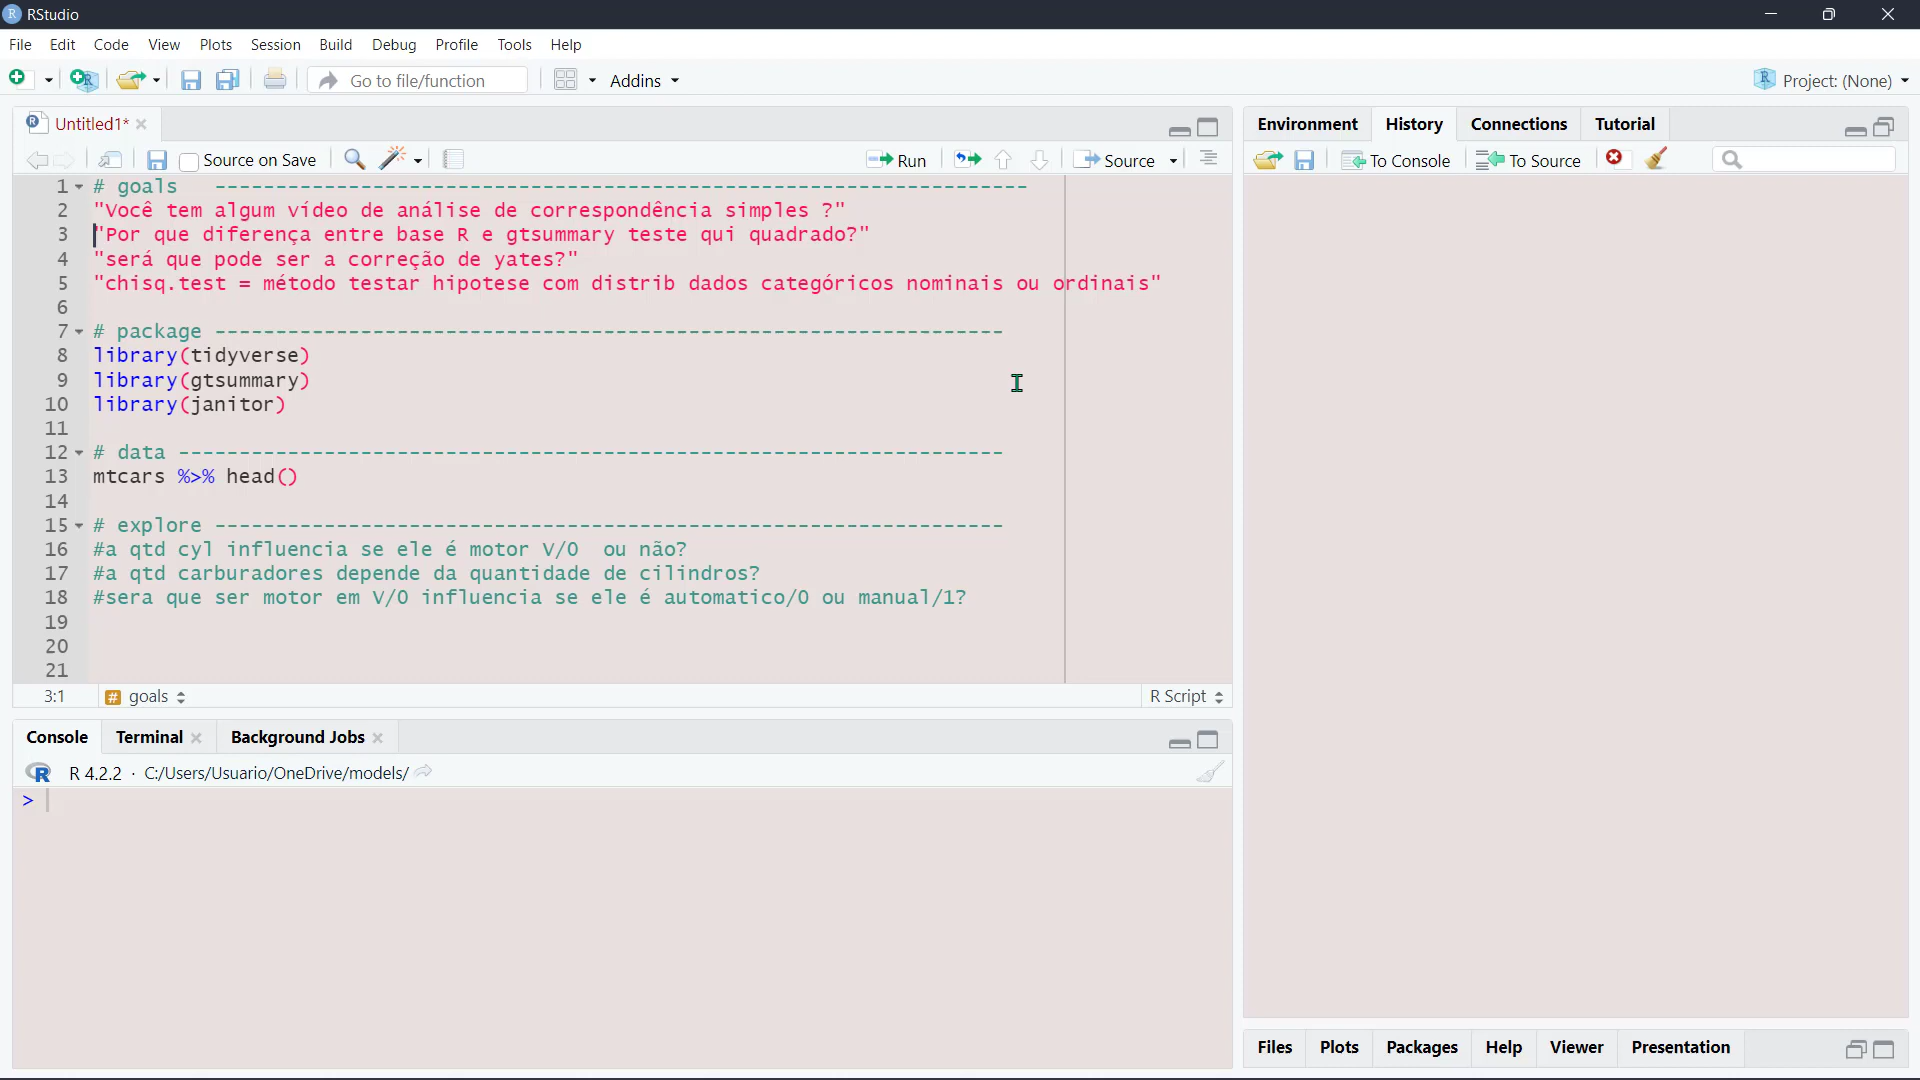 RStudio
File Edit Code View Plots Session Build Debug Profile Tools Help
Go to file/function Addins Project: (None)
Untitled1*
Source on Save Run Source
1 # goals ------------------------------------------------------------------
2 "Você tem algum vídeo de análise de correspondência simples ?"
3 "Por que diferença entre base R e gtsummary teste qui quadrado?"
4 "será que pode ser a correção de yates?"
5 "chisq.test = método testar hipotese com distrib dados categóricos nominais ou ordinais"
6
7 # package -----------------------------------------------------------------
8 library(tidyverse)
9 library(gtsummary)
10 library(janitor)
11
12 # data --------------------------------------------------------------------
13 mtcars %>% head()
14
15 # explore -----------------------------------------------------------------
16 #a qtd cyl influencia se ele é motor V/0  ou não?
17 #a qtd carburadores depende da quantidade de cilindros?
18 #sera que ser motor em V/0 influencia se ele é automatico/0 ou manual/1?
19
20
21
3:1 # goals R Script
Console Terminal Background Jobs
R 4.2.2 · C:/Users/Usuario/OneDrive/models/
>
Environment History Connections Tutorial
To Console To Source
Files Plots Packages Help Viewer Presentation